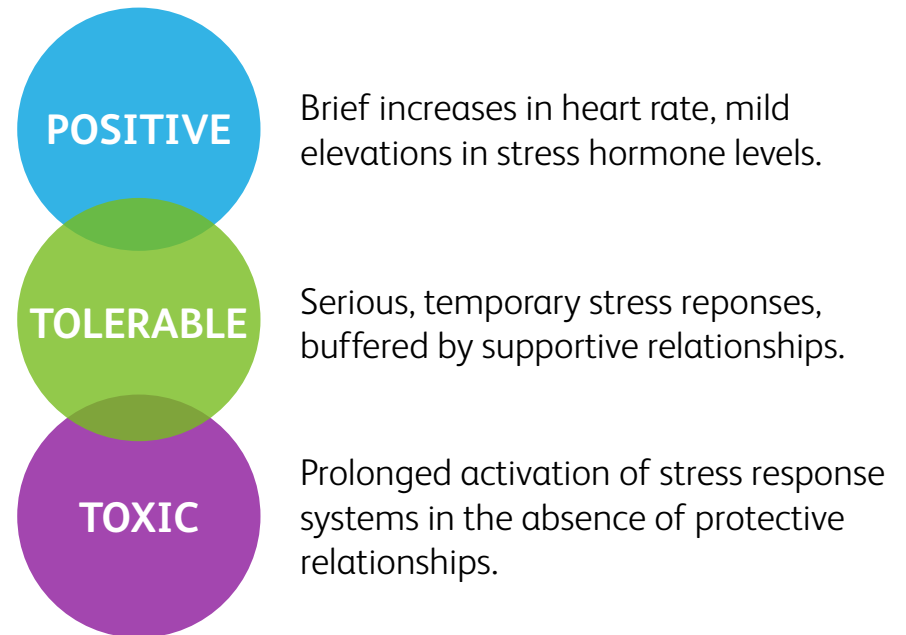 POSITIVE
Brief increases in heart rate, mild
elevations in stress hormone levels.
TOLERABLE
Serious, temporary stress reponses,
buffered by supportive relationships.
TOXIC
Prolonged activation of stress response
systems in the absence of protective
relationships.